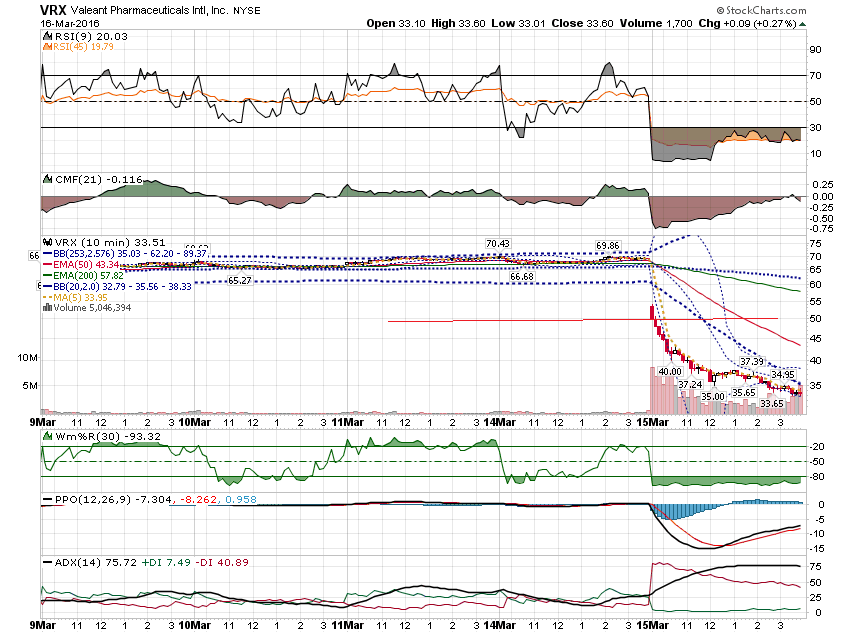 VRX Valeant Pharmaceuticals Intl, Inc. NYSE © StockCharts.com
16-Mar-2016 Open 33.10 High 33.60 Low 33.01 Close 33.60 Volume 1,700 Chg +0.09 (+0.27%)
RSI(9) 20.03
RSI(45) 19.79
90
70
50
30
10
CMF(21) -0.116
0.25
0.00
-0.25
-0.50
-0.75
VRX (10 min) 33.51
BB(253,2.576) 35.03 - 62.20 - 89.37
EMA(50) 43.34
EMA(200) 57.82
BB(20,2.0) 32.79 - 35.56 - 38.33
MA(5) 33.95
Volume 5,046,394
65.27
70.43
66.68
69.86
40.00
37.24
35.00
37.39
35.65
34.95
33.65
75
70
65
60
55
50
45
40
35
10M
5M
9Mar 11 12 1 2 3 10Mar 11 12 1 2 3 11Mar 11 12 1 2 3 14Mar 11 12 1 2 3 15Mar 11 12 1 2 3
Wm%R(30) -93.32
-20
-50
-80
PPO(12,26,9) -7.304, -8.262, 0.958
0
-5
-10
-15
ADX(14) 75.72 +DI 7.49 -DI 40.89
75
50
25
0
9Mar 11 12 1 2 3 10Mar 11 12 1 2 3 11Mar 11 12 1 2 3 14Mar 11 12 1 2 3 15Mar 11 12 1 2 3